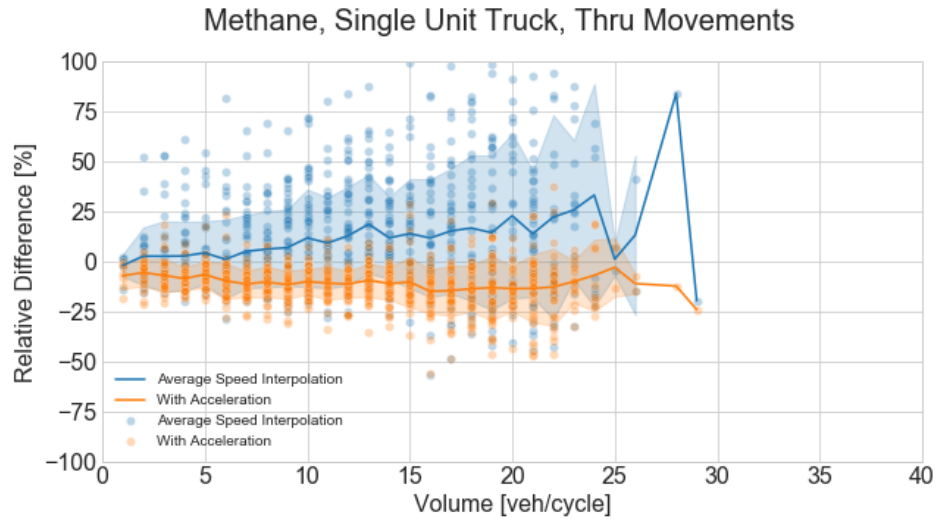 Methane, Single Unit Truck, Thru Movements
Relative Difference [%]
100
75
50
25
0
−25
−50
−75
−100
Average Speed Interpolation
With Acceleration
Average Speed Interpolation
With Acceleration
0 5 10 15 20 25 30 35 40
Volume [veh/cycle]